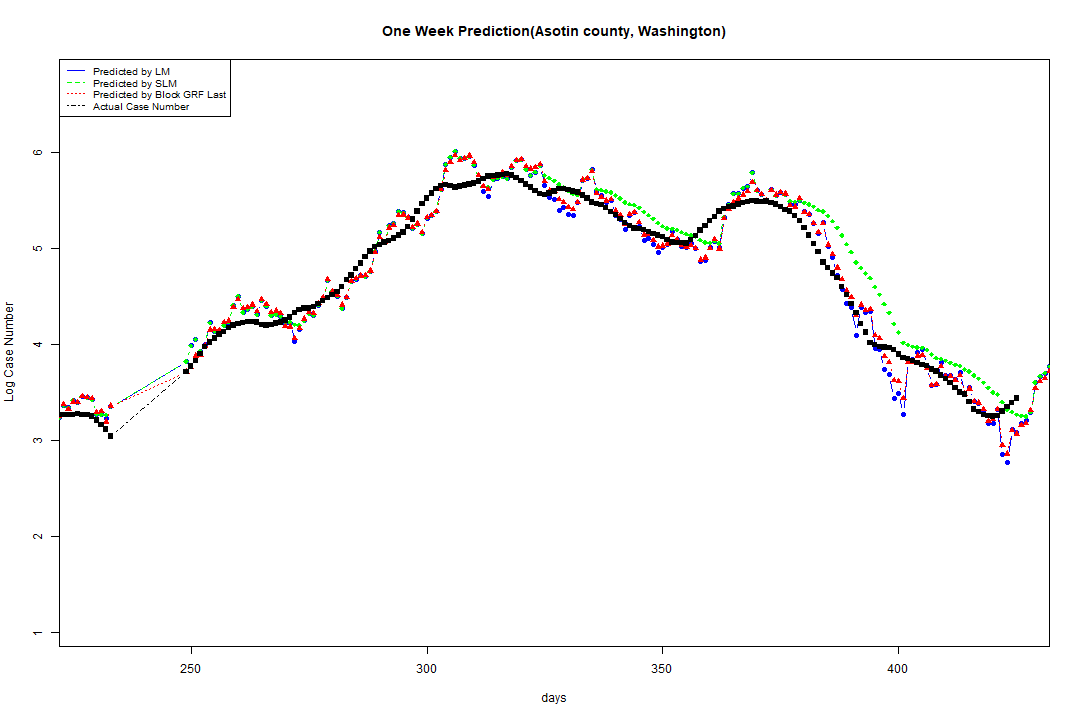 One Week Prediction(Asotin county, Washington)
Predicted by LM
Predicted by SLM
Predicted by Block GRF Last
Actual Case Number
6
5
4
3
2
1
Log Case Number
250 300 350 400
days